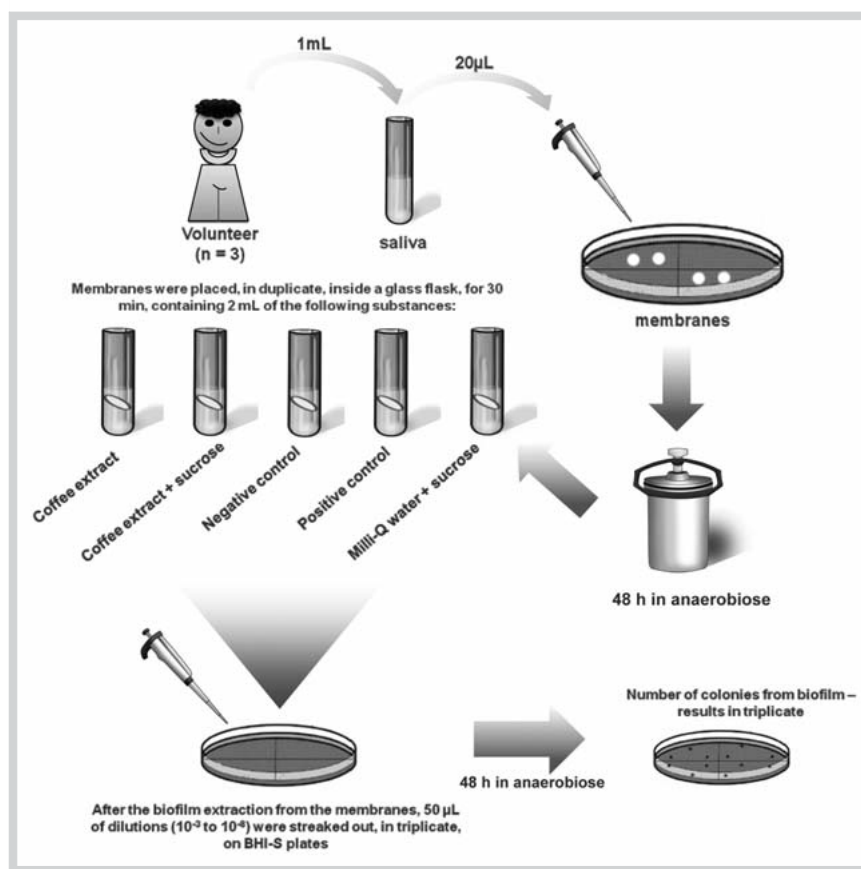 1mL
20µL
Volunteer
(n = 3)
saliva
Membranes were placed, in duplicate, inside a glass flask, for 30
min, containing 2 mL of the following substances:
membranes
Coffee extract
Coffee extract + sucrose
Negative control
Positive control
Milli-Q water + sucrose
48 h in anaerobiose
After the biofilm extraction from the membranes, 50 µL
of dilutions (10⁻³ to 10⁻⁸) were streaked out, in triplicate,
on BHI-S plates
48 h in anaerobiose
Number of colonies from biofilm –
results in triplicate